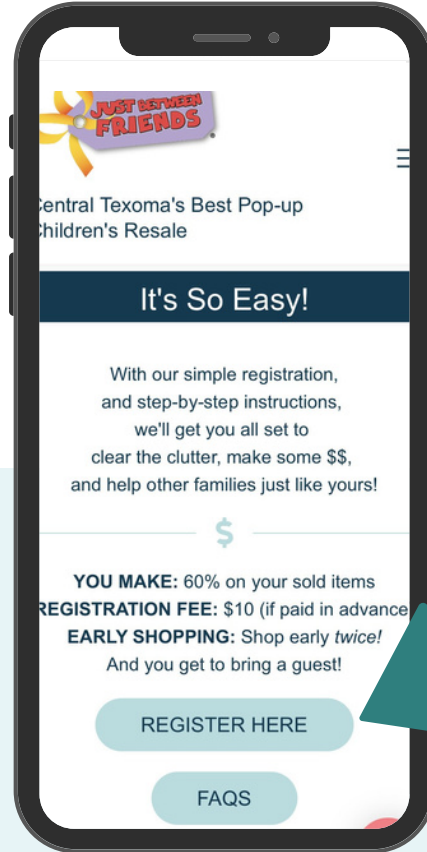 JUST BETWEEN
FRIENDS
Central Texoma's Best Pop-up
Children's Resale
It's So Easy!
With our simple registration,
and step-by-step instructions,
we'll get you all set to
clear the clutter, make some $$,
and help other families just like yours!
$
YOU MAKE: 60% on your sold items
REGISTRATION FEE: $10 (if paid in advance
EARLY SHOPPING: Shop early twice!
And you get to bring a guest!
REGISTER HERE
FAQS